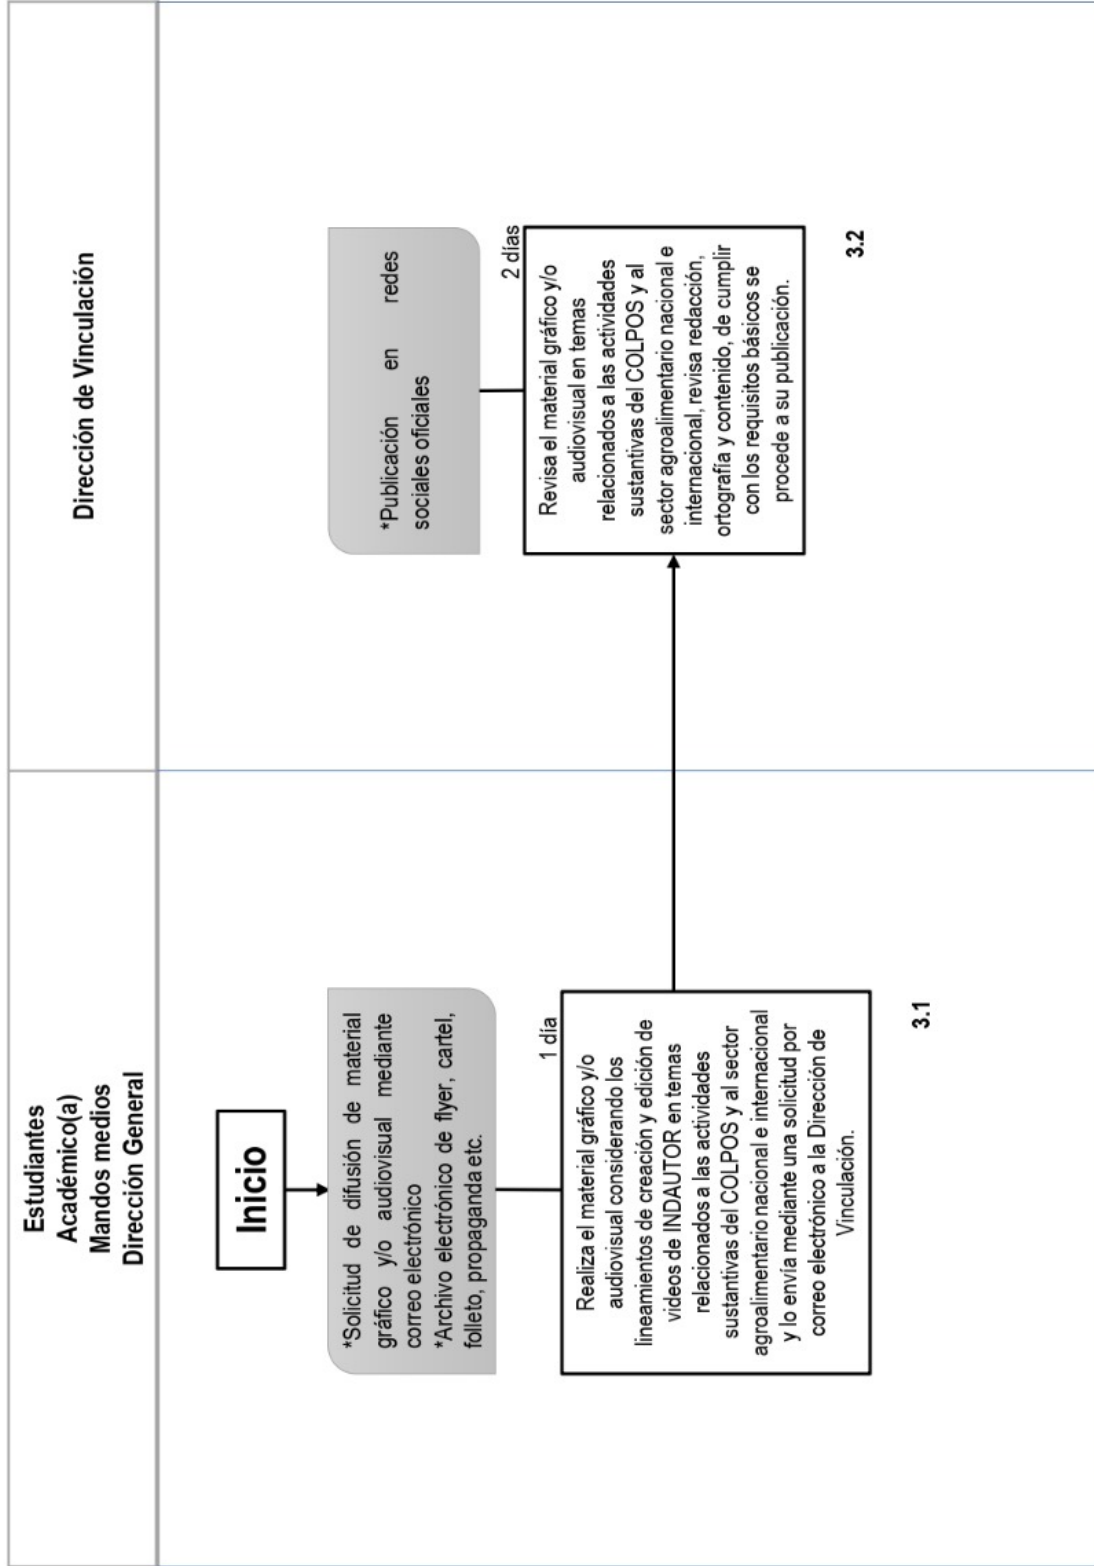 Estudiantes
Académico(a)
Mandos medios
Dirección General
Dirección de Vinculación
Inicio
*Solicitud de difusión de material
gráfico y/o audiovisual mediante
correo electrónico
*Archivo electrónico de flyer, cartel,
folleto, propaganda etc.
1 día
Realiza el material gráfico y/o
audiovisual considerando los
lineamientos de creación y edición de
videos de INDAUTOR en temas
relacionados a las actividades
sustantivas del COLPOS y al sector
agroalimentario nacional e internacional
y lo envía mediante una solicitud por
correo electrónico a la Dirección de
Vinculación.
3.1
*Publicación en redes
sociales oficiales
2 días
Revisa el material gráfico y/o
audiovisual en temas
relacionados a las actividades
sustantivas del COLPOS y al
sector agroalimentario nacional e
internacional, revisa redacción,
ortografía y contenido, de cumplir
con los requisitos básicos se
procede a su publicación.
3.2